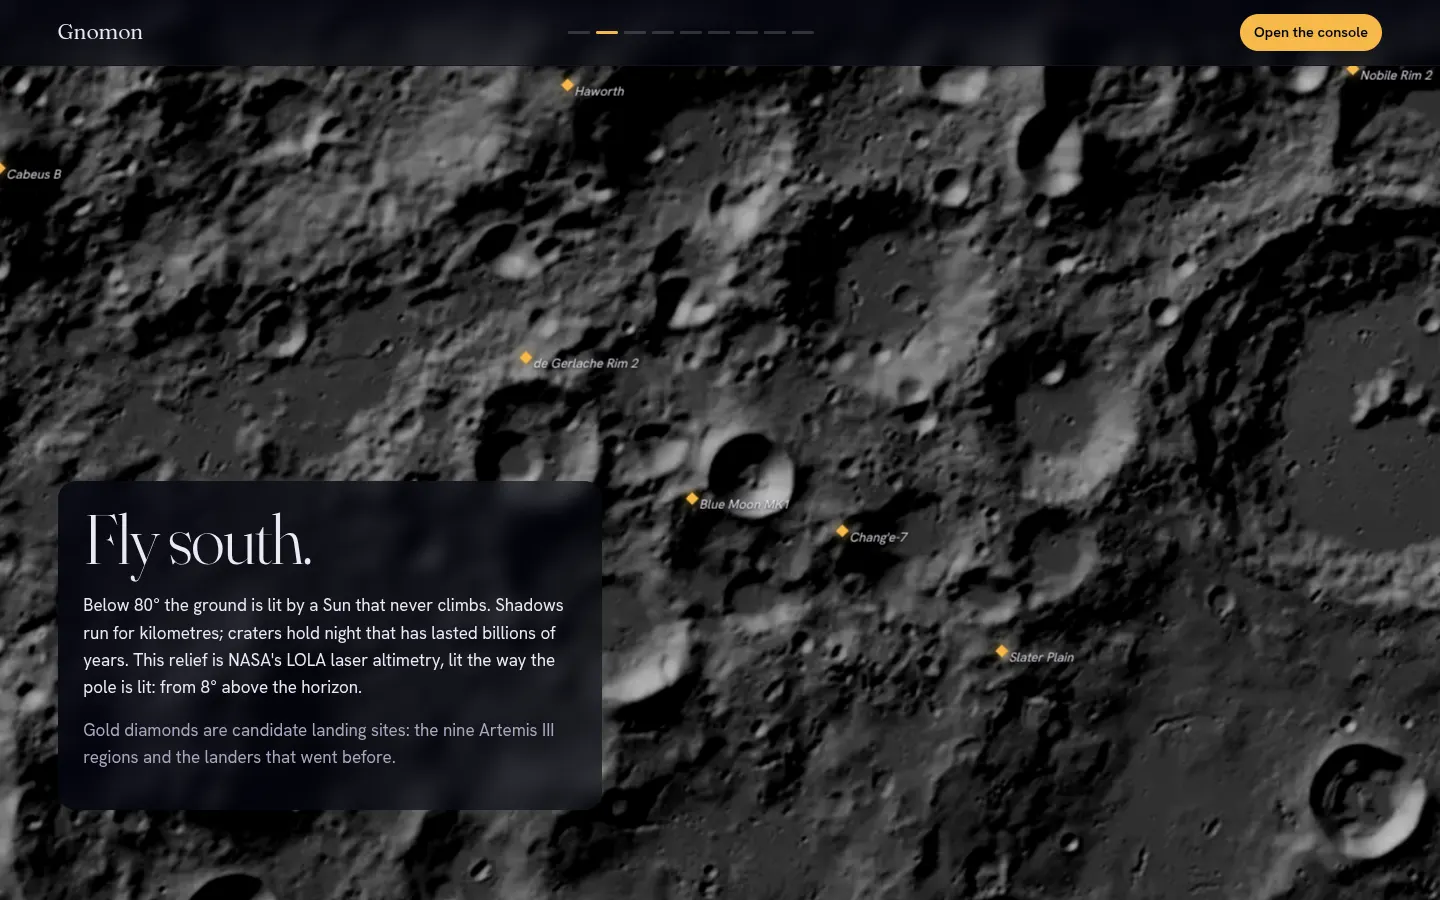 Gnomon
Open the console
Nobile Rim 2
Haworth
Cabeus B
de Gerlache Rim 2
Blue Moon MK1
Chang'e-7
Slater Plain
Fly south.
Below 80° the ground is lit by a Sun that never climbs. Shadows
run for kilometres; craters hold night that has lasted billions of
years. This relief is NASA's LOLA laser altimetry, lit the way the
pole is lit: from 8° above the horizon.
Gold diamonds are candidate landing sites: the nine Artemis III
regions and the landers that went before.